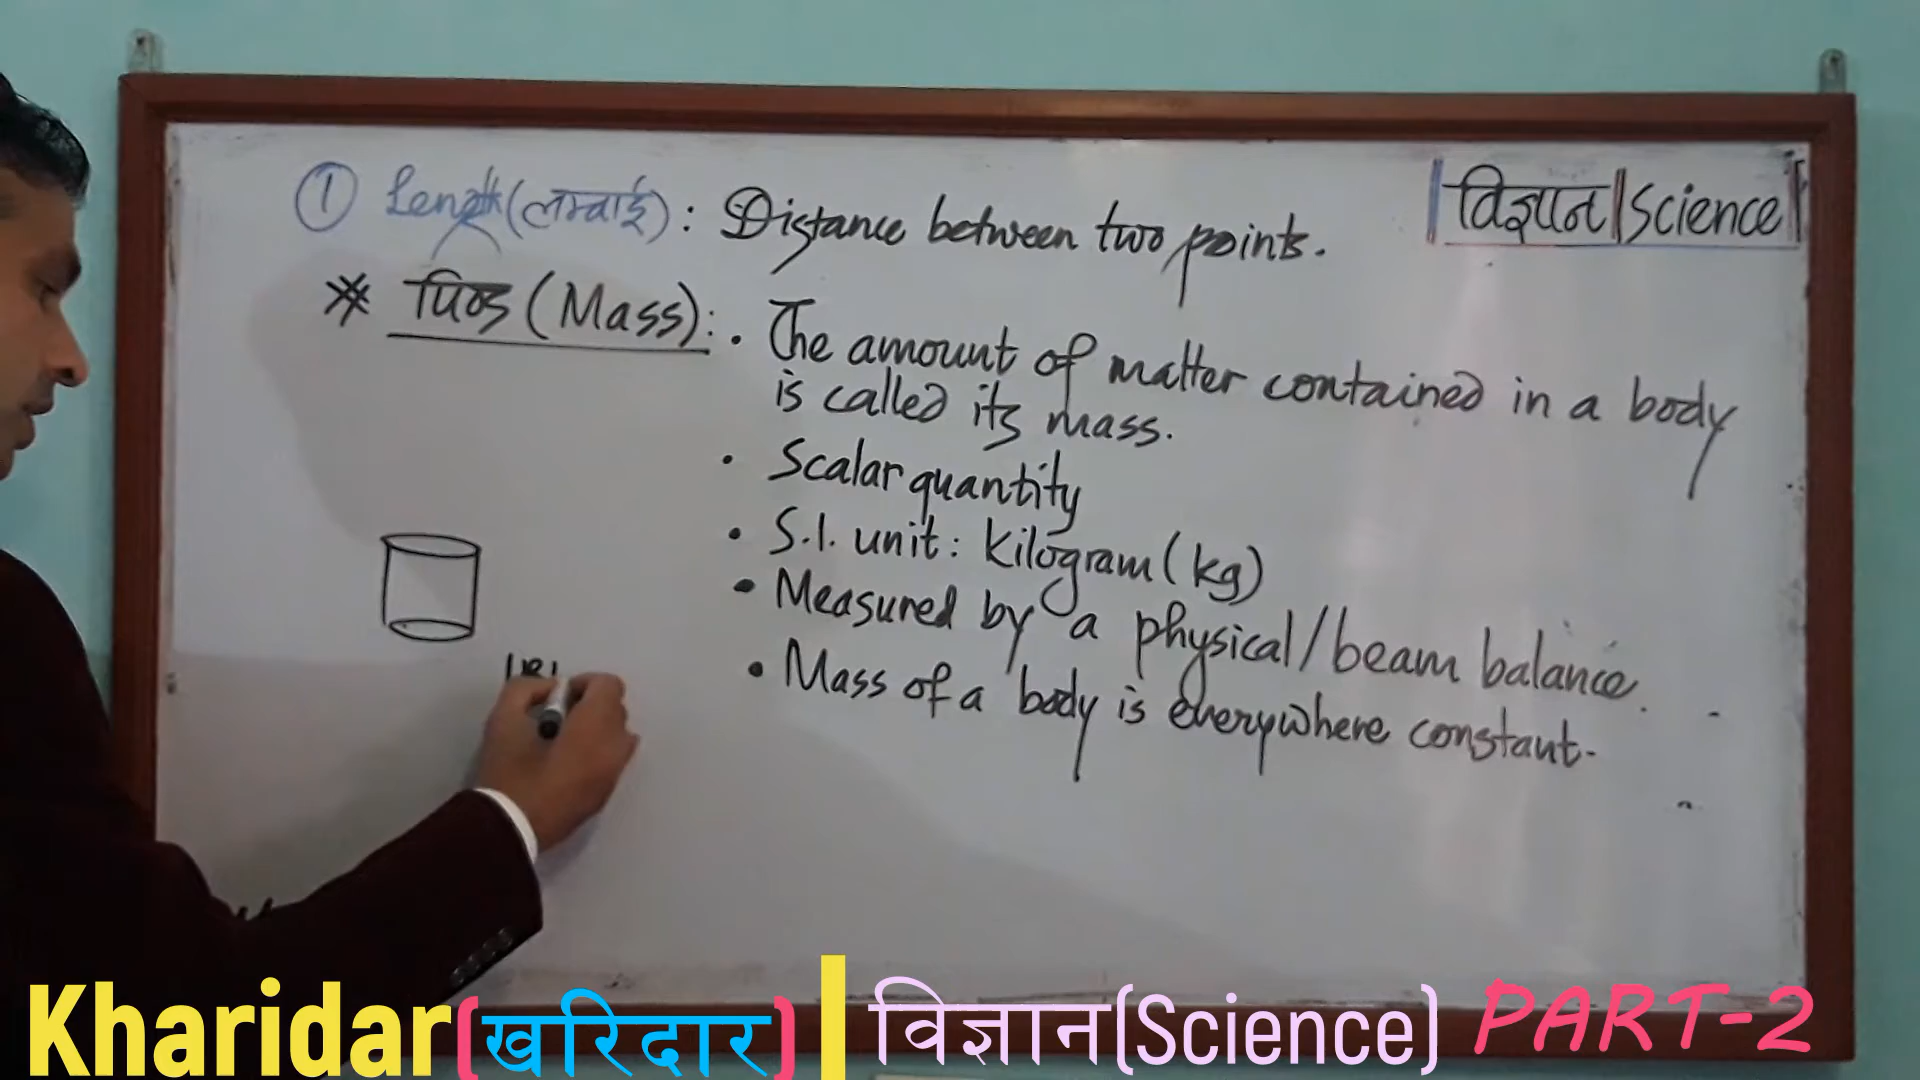 विज्ञान|Science
① Length(लम्बाई): Distance between two points.
* पिण्ड (Mass): • The amount of matter contained in a body
is called its mass.
• Scalar quantity
• S.I. unit: kilogram(kg)
• Measured by a physical/beam balance.
• Mass of a body is everywhere constant.
Kharidar(खरिदार) | विज्ञान(Science) PART-2